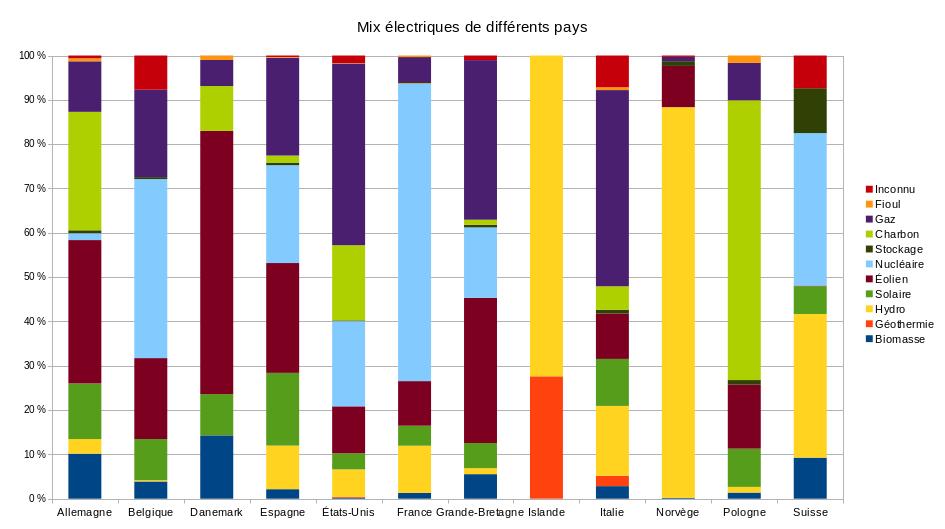 Mix électriques de différents pays
100 %
90 %
80 %
70 %
60 %
50 %
40 %
30 %
20 %
10 %
0 %
Allemagne Belgique Danemark Espagne États-Unis France Grande-Bretagne Islande Italie Norvège Pologne Suisse
Inconnu
Fioul
Gaz
Charbon
Stockage
Nucléaire
Éolien
Solaire
Hydro
Géothermie
Biomasse